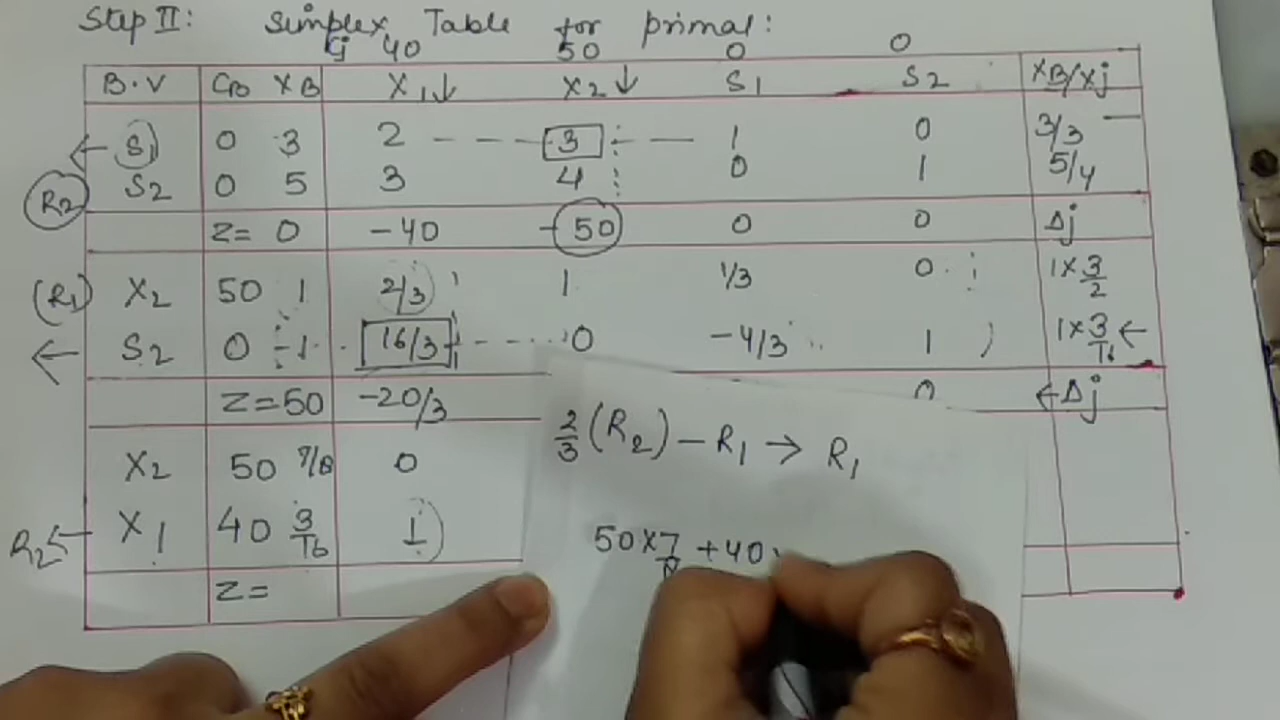 Step II: Simplex Table for primal:
Cj 40 50 0 0
B.V CB XB X1↓ X2↓ S1 S2 XB/Xj
← S1 0 3 2 3 1 0 3/3
S2 0 5 3 4 0 1 5/4
R2
Z= 0 -40 -50 0 0 Δj
(R1) X2 50 1 2/3 1 1/3 0 1×3/2
← S2 0 -1 16/3 0 -4/3 1 1×3/16 ←
Z=50 -20/3 0 ←Δj
X2 50 7/8 0
R2← X1 40 3/16 1
Z=
2/3(R2)-R1→R1
50×7/8+40×